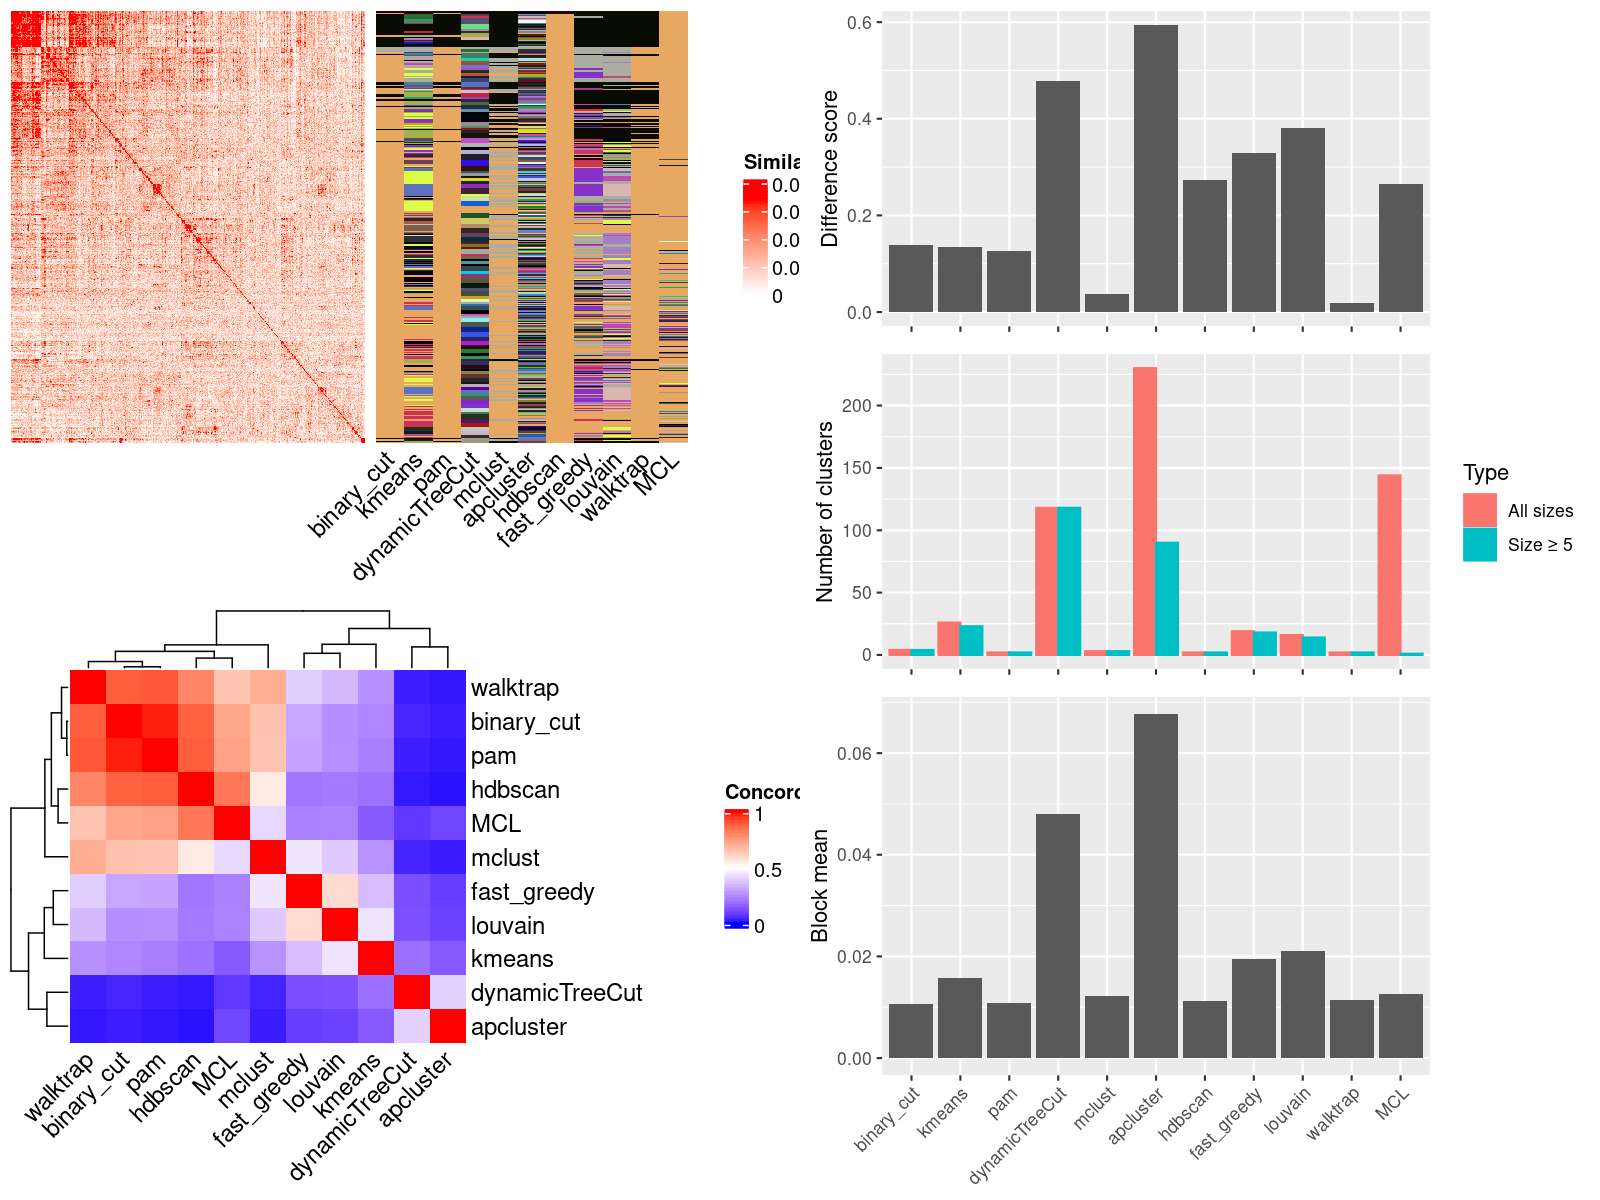 Simila
0.0
0.0
0.0
0.0
0
binary_cut
kmeans
pam
dynamicTreeCut
mclust
apcluster
hdbscan
fast_greedy
louvain
walktrap
MCL
walktrap
binary_cut
pam
hdbscan
MCL
mclust
fast_greedy
louvain
kmeans
dynamicTreeCut
apcluster
walktrap
binary_cut
pam
hdbscan
MCL
mclust
fast_greedy
louvain
kmeans
dynamicTreeCut
apcluster
Concord
1
0.5
0
Difference score
0.6
0.4
0.2
0.0
Number of clusters
200
150
100
50
0
Type
All sizes
Size ≥ 5
Block mean
0.06
0.04
0.02
0.00
binary_cut
kmeans
pam
dynamicTreeCut
mclust
apcluster
hdbscan
fast_greedy
louvain
walktrap
MCL